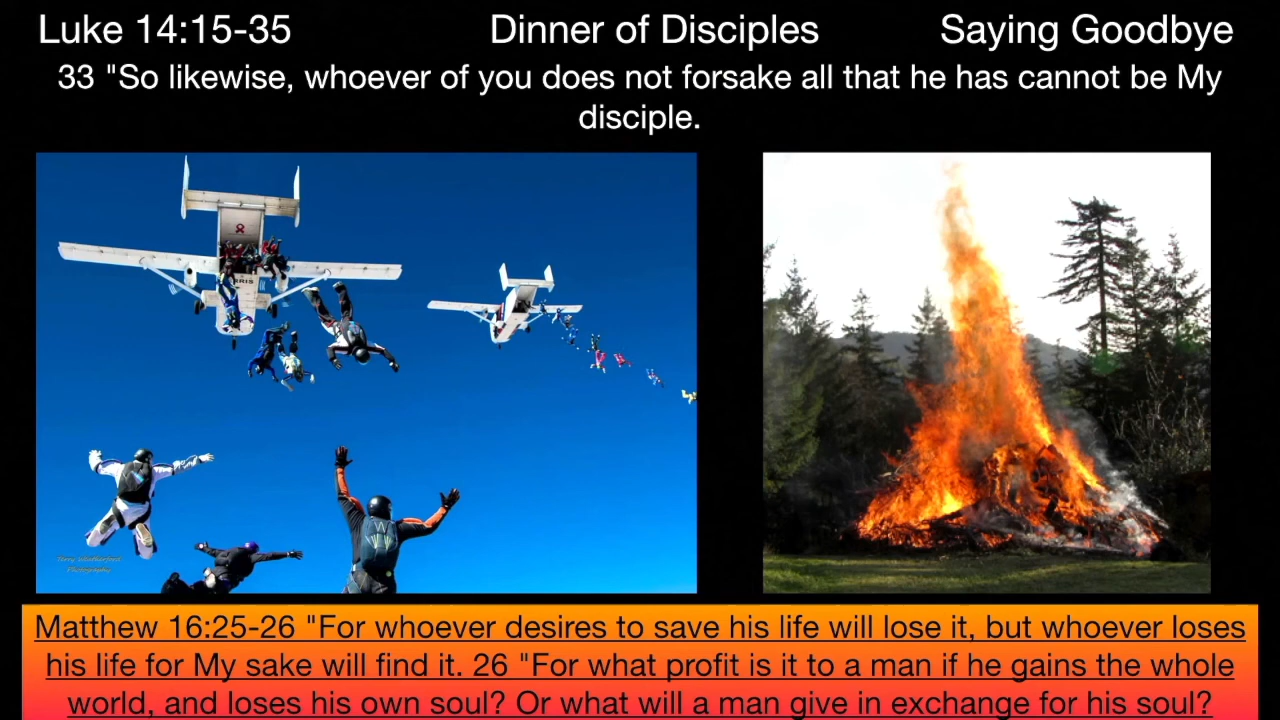 Luke 14:15-35 Dinner of Disciples Saying Goodbye
33 "So likewise, whoever of you does not forsake all that he has cannot be My
disciple.
RIS
W
Terry Weatherford
Photography
Matthew 16:25-26 "For whoever desires to save his life will lose it, but whoever loses
his life for My sake will find it. 26 "For what profit is it to a man if he gains the whole
world, and loses his own soul? Or what will a man give in exchange for his soul?